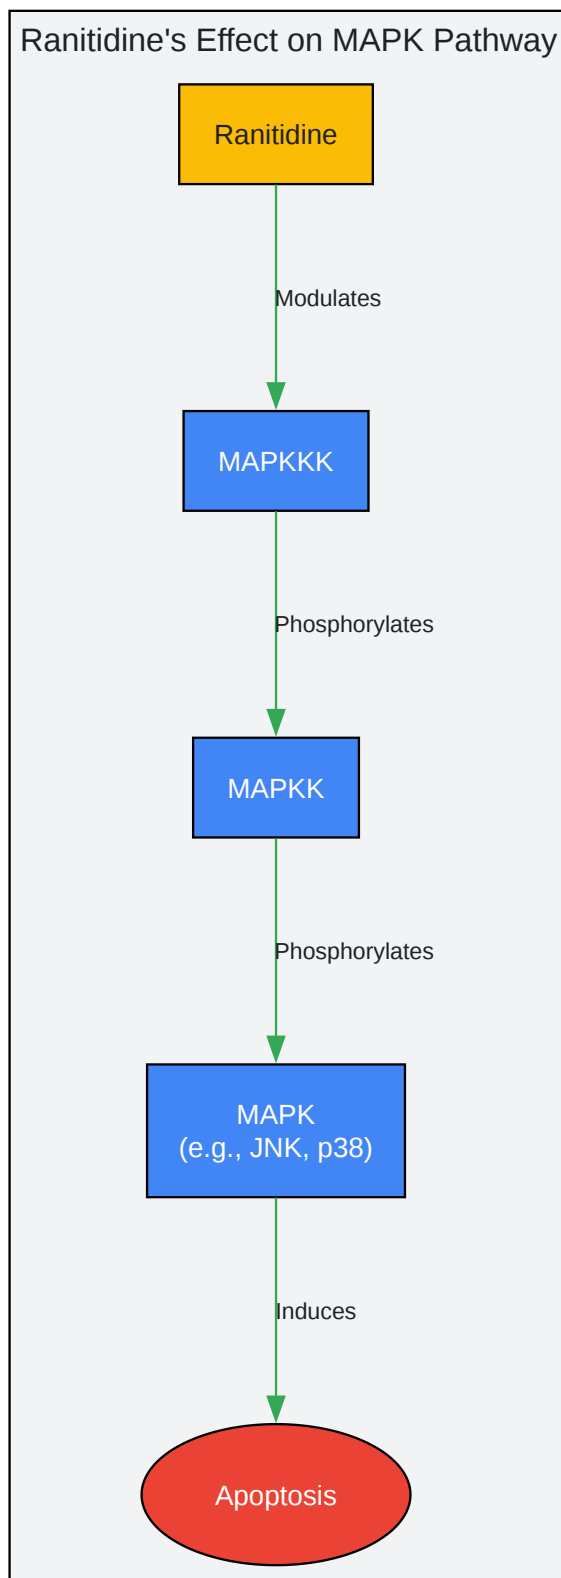 Ranitidine's Effect on MAPK Pathway
Ranitidine
Modulates
MAPKKK
Phosphorylates
MAPKK
Phosphorylates
MAPK
(e.g., JNK, p38)
Induces
Apoptosis